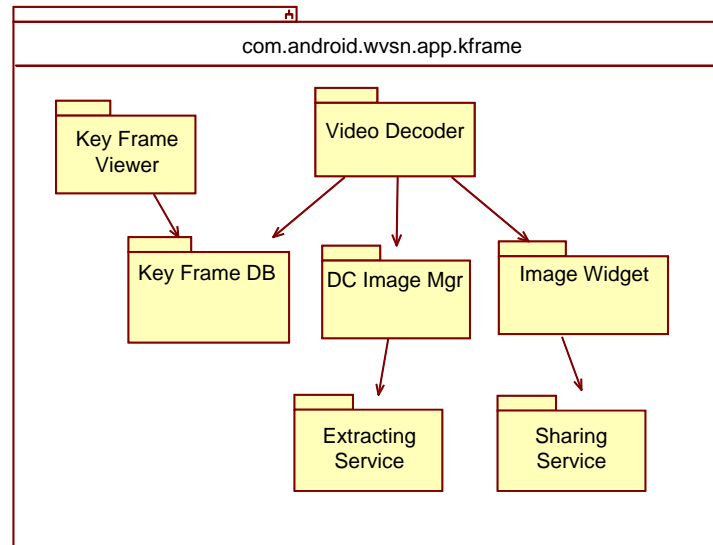 com.android.wvsn.app.kframe
Key Frame
Viewer
Video Decoder
Key Frame DB
DC Image Mgr
Image Widget
Extracting
Service
Sharing
Service